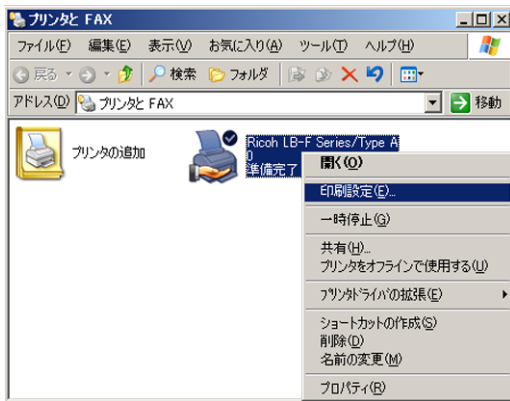 プリンタと FAX
ファイル(F) 編集(E) 表示(V) お気に入り(A) ツール(T) ヘルプ(H)
戻る 検索 フォルダ
アドレス(D) プリンタと FAX 移動
プリンタの追加
Ricoh LB-F Series/Type A
0
準備完了
開く(O)
印刷設定(E)...
一時停止(G)
共有(H)...
プリンタをオフラインで使用する(U)
プリンタドライバの拡張(E)
ショートカットの作成(S)
削除(D)
名前の変更(M)
プロパティ(R)